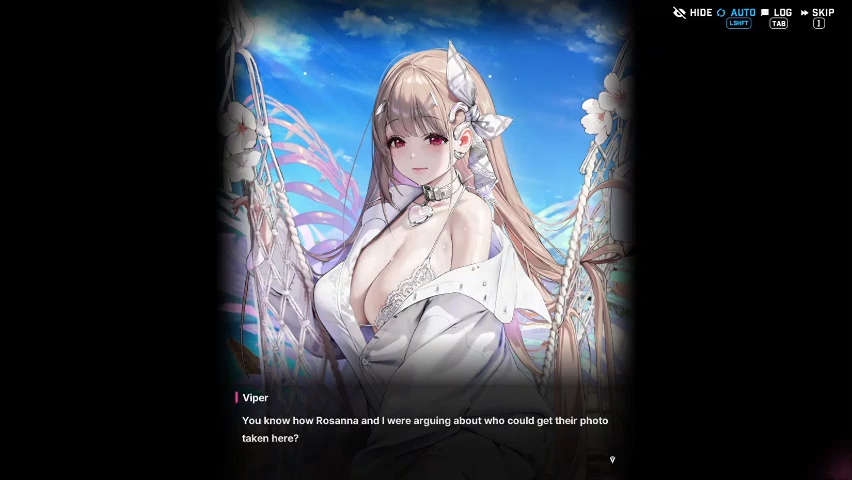 HIDE AUTO LOG SKIP
LSHFT TAB ]
Viper
You know how Rosanna and I were arguing about who could get their photo
taken here?